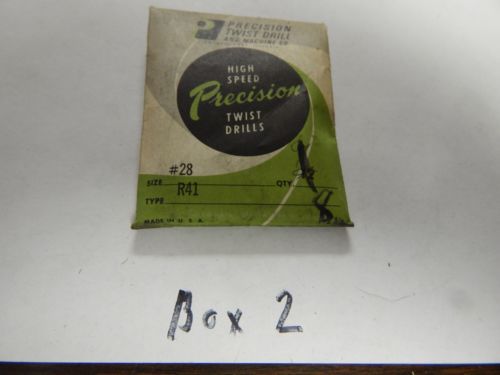 PRECISION
TWIST DRILL
AND MACHINE CO.
HIGH
SPEED
Precision
TWIST
DRILLS
#28
SIZE QTY.
R41
TYPE 8
MADE IN U. S. A.
Box 2